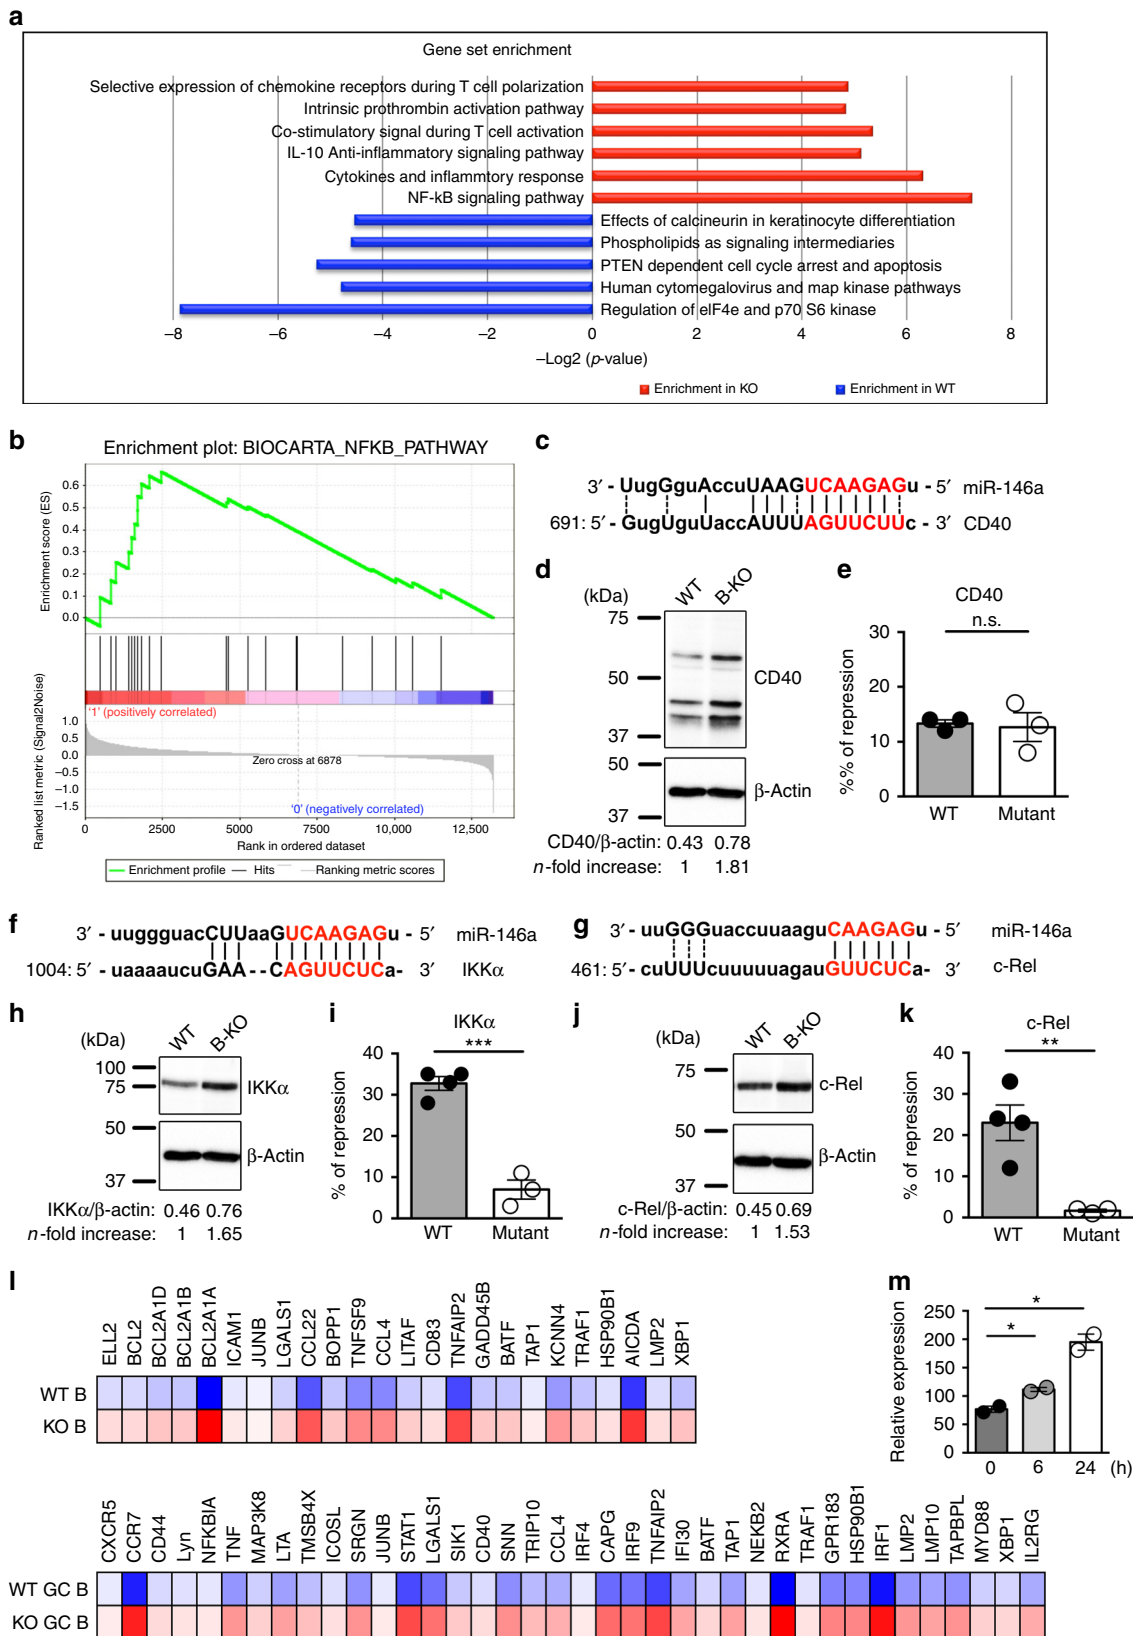 a
Gene set enrichment
Selective expression of chemokine receptors during T cell polarization
Intrinsic prothrombin activation pathway
Co-stimulatory signal during T cell activation
IL-10 Anti-inflammatory signaling pathway
Cytokines and inflammtory response
NF-kB signaling pathway
Effects of calcineurin in keratinocyte differentiation
Phospholipids as signaling intermediaries
PTEN dependent cell cycle arrest and apoptosis
Human cytomegalovirus and map kinase pathways
Regulation of eIF4e and p70 S6 kinase
−8 −6 −4 −2 0 2 4 6 8
−Log2 (p-value)
Enrichment in KO Enrichment in WT
b
Enrichment plot: BIOCARTA_NFKB_PATHWAY
Enrichment score (ES)
0.6
0.5
0.4
0.3
0.2
0.1
0.0
Ranked list metric (Signal2Noise)
'1' (positively correlated)
1.0
0.5
0.0
−0.5
−1.0
−1.5
Zero cross at 6878
'0' (negatively correlated)
0 2500 5000 7500 10,000 12,500
Rank in ordered dataset
Enrichment profile Hits Ranking metric scores
c
3′ - UugGguAccuUAAGUCAAGAGu - 5′ miR-146a
691: 5′ - GugUguUaccAUUUAGUUCUUc - 3′ CD40
d
(kDa) WT B-KO
75
50
37
CD40
50
37
β-Actin
CD40/β-actin: 0.43 0.78
n-fold increase: 1 1.81
e
CD40
n.s.
%% of repression
30
20
10
0
WT Mutant
f
3′ - uuggguacCUUaaGUCAAGAGu - 5′ miR-146a
1004: 5′ - uaaaaucuGAA--CAGUUCUCa- 3′ IKKα
g
3′ - uuGGGuaccuuaaguCAAGAGu - 5′ miR-146a
461: 5′- cuUUUcuuuuuagauGUUCUCa- 3′ c-Rel
h
(kDa) WT B-KO
100
75
IKKα
50
37
β-Actin
IKKα/β-actin: 0.46 0.76
n-fold increase: 1 1.65
i
IKKα
***
% of repression
40
30
20
10
0
WT Mutant
j
(kDa) WT B-KO
75
c-Rel
50
37
β-Actin
c-Rel/β-actin: 0.45 0.69
n-fold increase: 1 1.53
k
c-Rel
**
% of repression
40
30
20
10
0
WT Mutant
l
ELL2 BCL2 BCL2A1D BCL2A1B BCL2A1A ICAM1 JUNB LGALS1 CCL22 BOPP1 TNFSF9 CCL4 LITAF CD83 TNFAIP2 GADD45B BATF TAP1 KCNN4 TRAF1 HSP90B1 AICDA LMP2 XBP1
WT B
KO B
CXCR5 CCR7 CD44 Lyn NFKBIA TNF MAP3K8 LTA TMSB4X ICOSL SRGN JUNB STAT1 LGALS1 SIK1 CD40 SNN TRIP10 CCL4 IRF4 CAPG IRF9 TNFAIP2 IFI30 BATF TAP1 NEKB2 RXRA TRAF1 GPR183 HSP90B1 IRF1 LMP2 LMP10 TAPBPL MYD88 XBP1 IL2RG
WT GC B
KO GC B
m
Relative expression
250
200
150
100
50
0
*
*
0 6 24 (h)